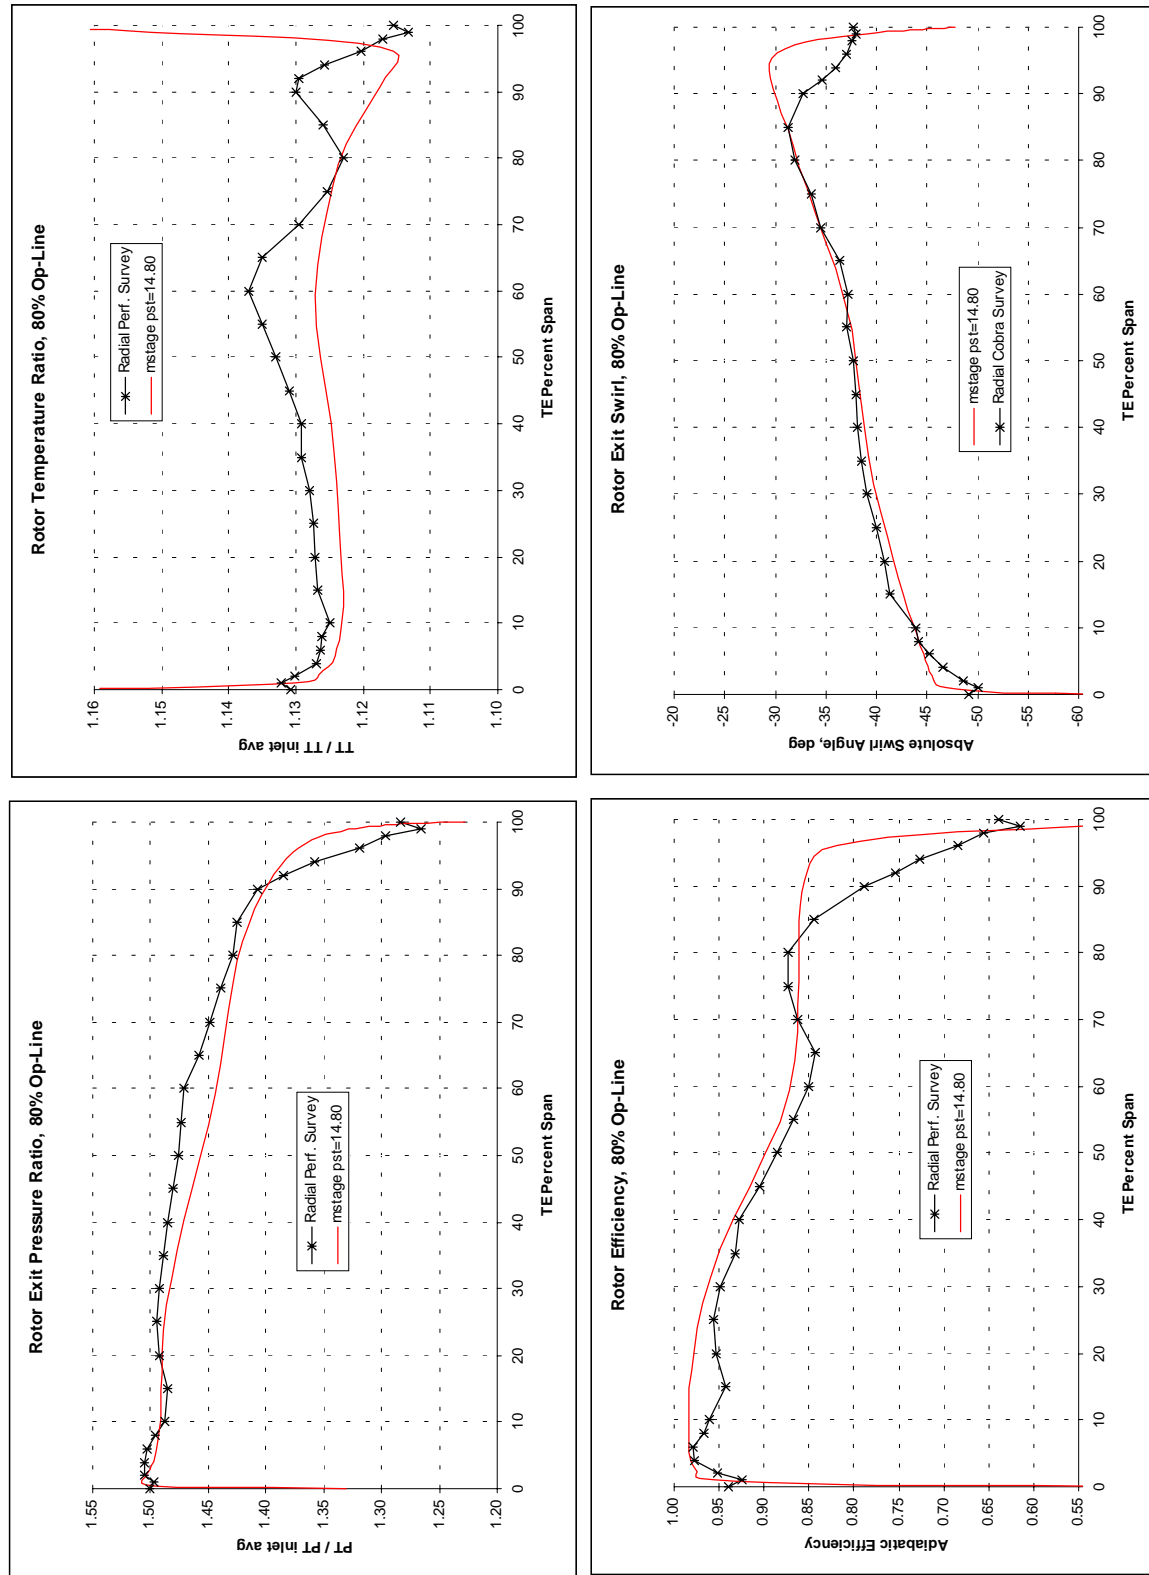 Rotor Exit Pressure Ratio, 80% Op-Line
PT / PT inlet avg
1.55
1.50
1.45
1.40
1.35
1.30
1.25
1.20
Radial Perf. Survey
mstage pst=14.80
0 10 20 30 40 50 60 70 80 90 100
TE Percent Span
Rotor Temperature Ratio, 80% Op-Line
TT / TT inlet avg
1.16
1.15
1.14
1.13
1.12
1.11
1.10
Radial Perf. Survey
mstage pst=14.80
0 10 20 30 40 50 60 70 80 90 100
TE Percent Span
Rotor Efficiency, 80% Op-Line
Adiabatic Efficiency
1.00
0.95
0.90
0.85
0.80
0.75
0.70
0.65
0.60
0.55
Radial Perf. Survey
mstage pst=14.80
0 10 20 30 40 50 60 70 80 90 100
TE Percent Span
Rotor Exit Swirl, 80% Op-Line
Absolute Swirl Angle, deg
-20
-25
-30
-35
-40
-45
-50
-55
-60
mstage pst=14.80
Radial Cobra Survey
0 10 20 30 40 50 60 70 80 90 100
TE Percent Span